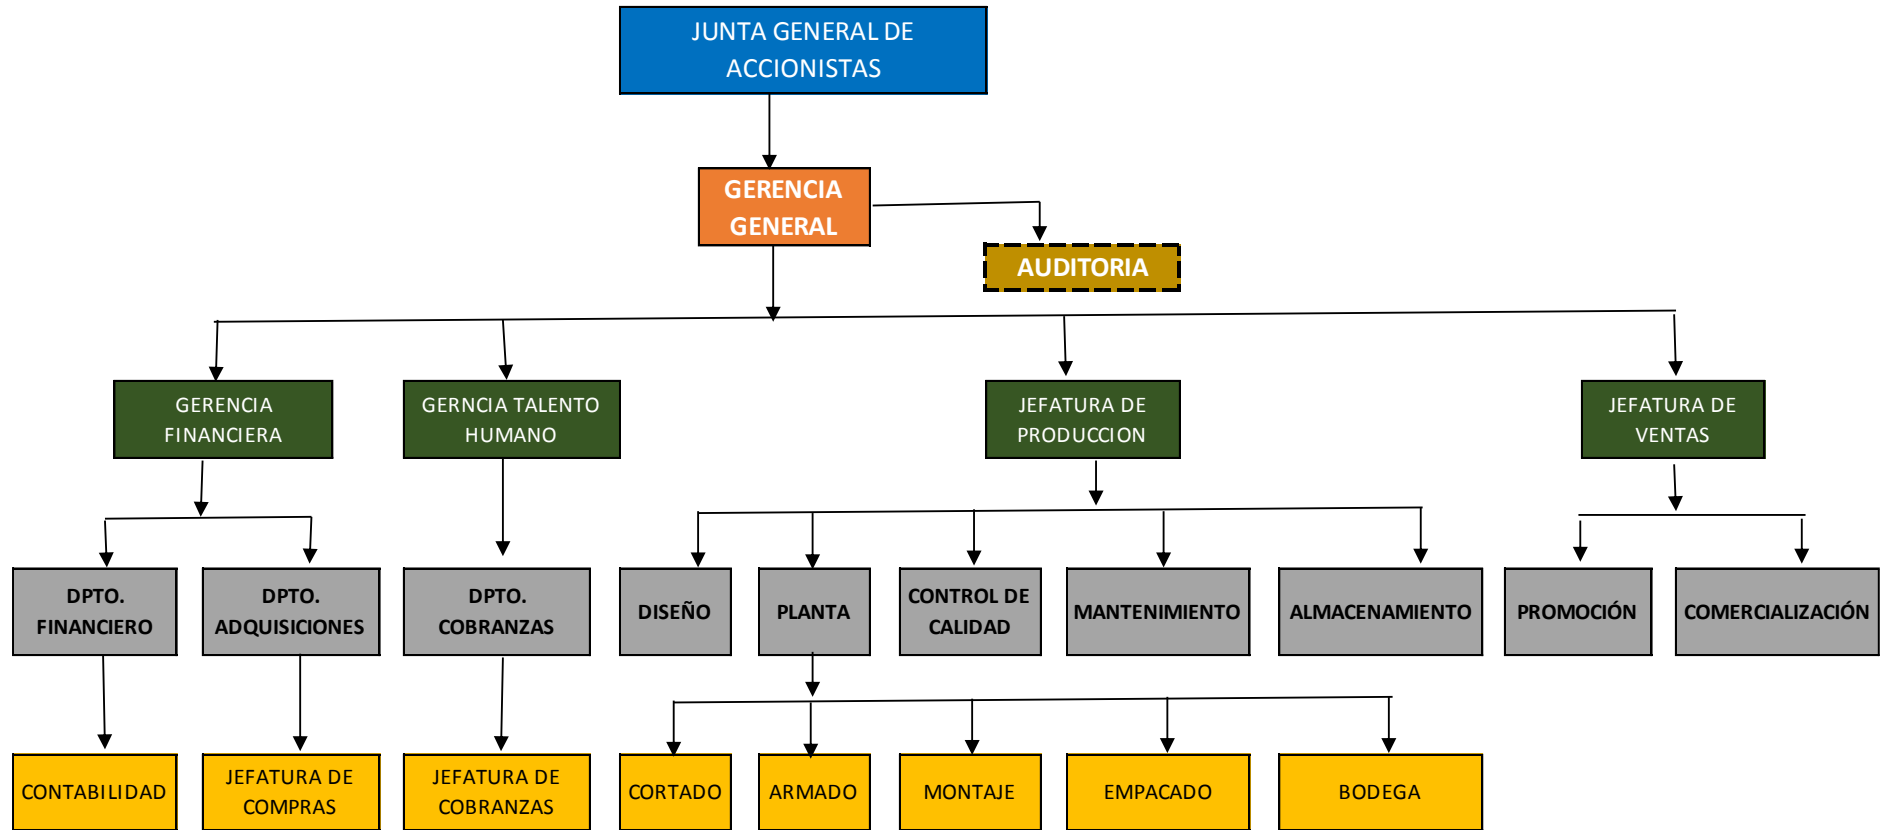 JUNTA GENERAL DE
ACCIONISTAS
GERENCIA
GENERAL
AUDITORIA
GERENCIA
FINANCIERA
GERNCIA TALENTO
HUMANO
JEFATURA DE
PRODUCCION
JEFATURA DE
VENTAS
DPTO.
FINANCIERO
DPTO.
ADQUISICIONES
DPTO.
COBRANZAS
DISEÑO
PLANTA
CONTROL DE
CALIDAD
MANTENIMIENTO
ALMACENAMIENTO
PROMOCIÓN
COMERCIALIZACIÓN
CONTABILIDAD
JEFATURA DE
COMPRAS
JEFATURA DE
COBRANZAS
CORTADO
ARMADO
MONTAJE
EMPACADO
BODEGA